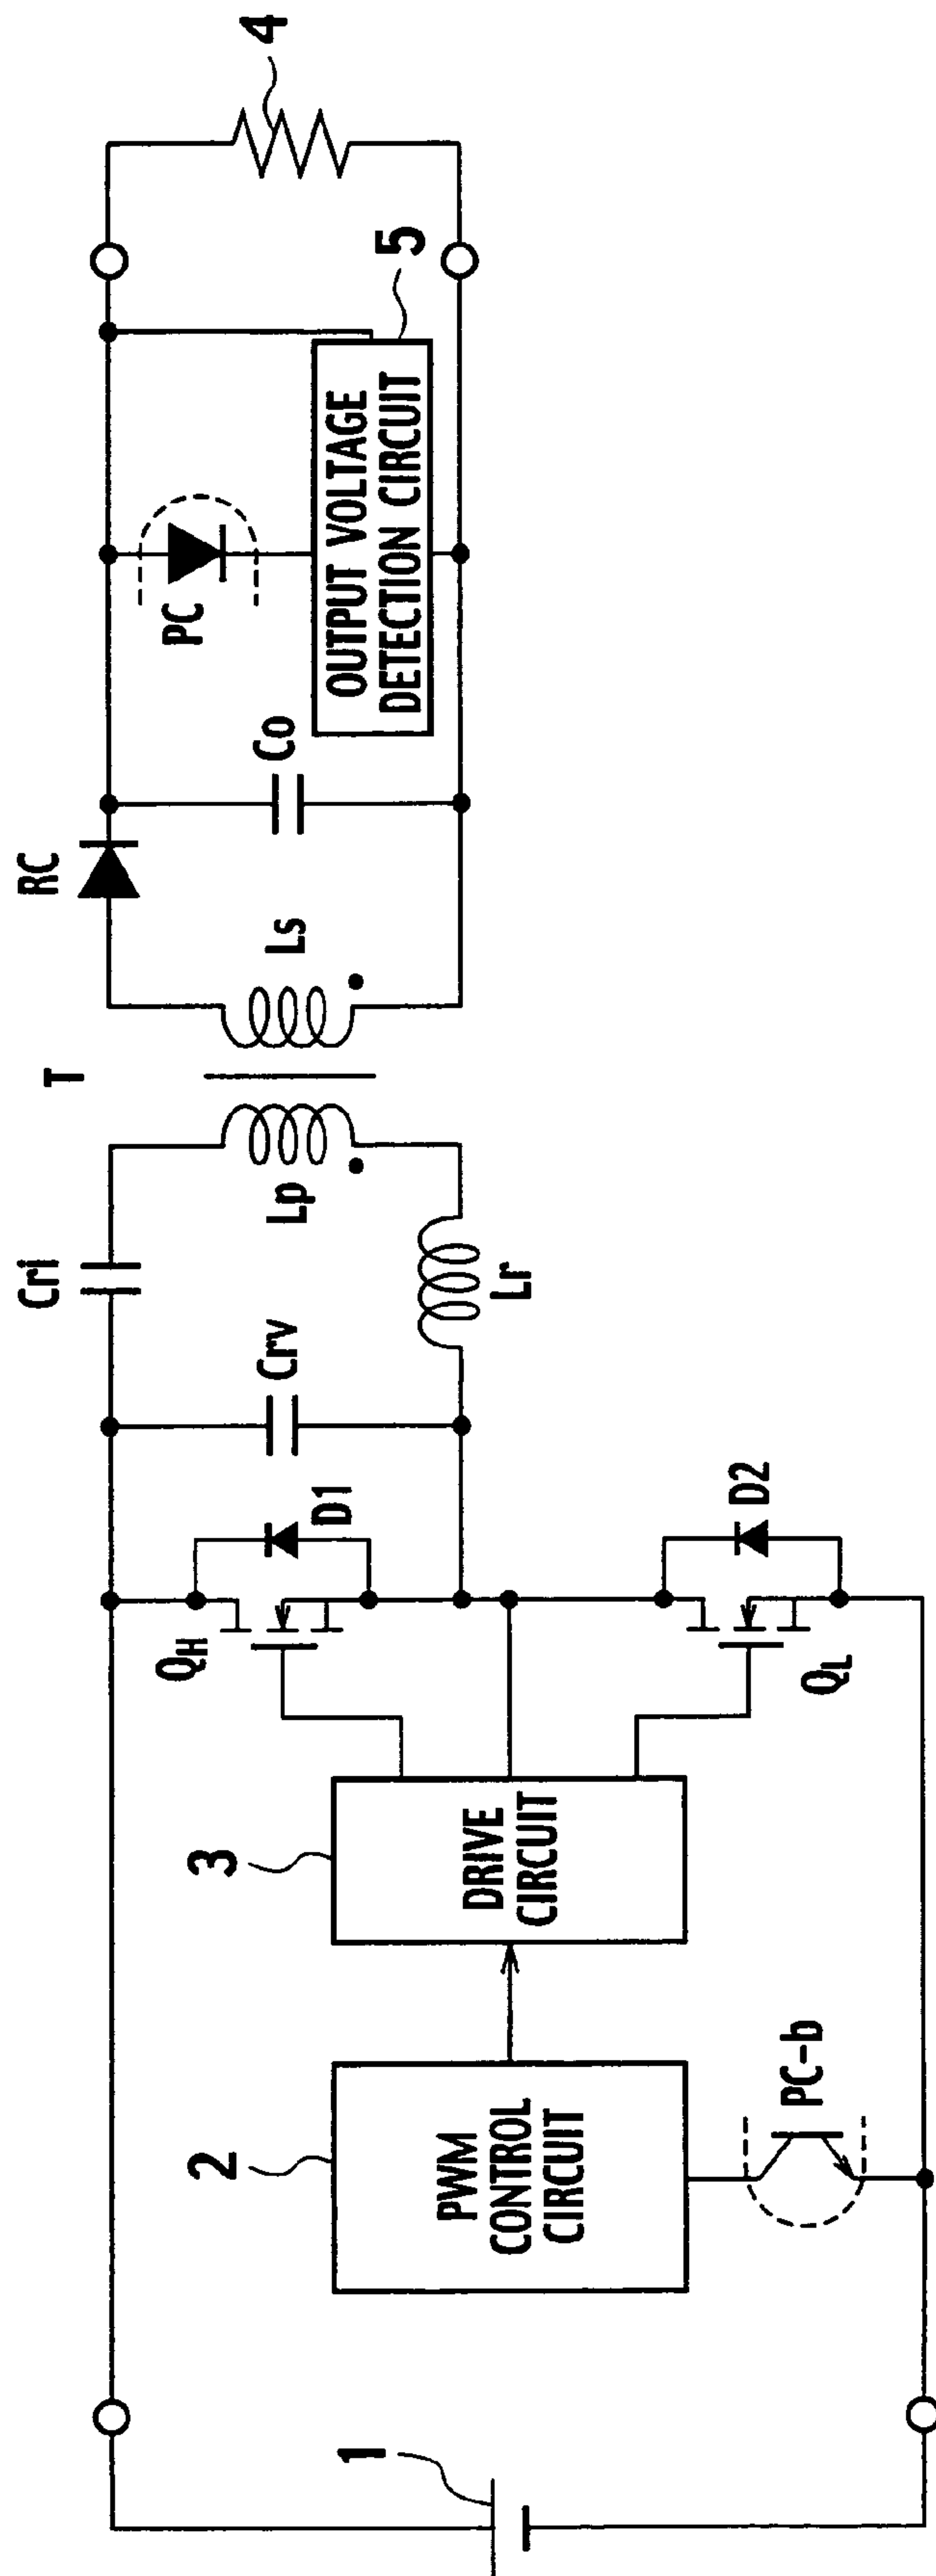 1
2
PWM
CONTROL
CIRCUIT
PC-b
3
DRIVE
CIRCUIT
QH
D1
QL
D2
Crv
Cri
Lr
Lp
T
Ls
RC
Co
PC
OUTPUT VOLTAGE
DETECTION CIRCUIT
5
4